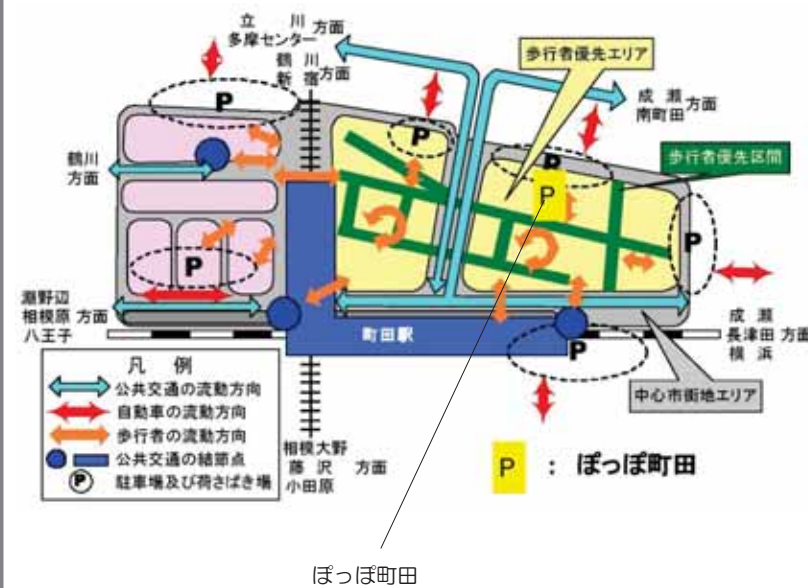 立 川
多摩センター 方面
鶴 川
新 宿 方面
歩行者優先エリア
成 瀬
南町田 方面
P
P
P
鶴川
方面
歩行者優先区間
P
P
P
淵野辺
相模原 方面
八王子
町田駅
成 瀬
長津田 方面
横 浜
P
中心市街地エリア
凡 例
公共交通の流動方向
自動車の流動方向
歩行者の流動方向
公共交通の結節点
P 駐車場及び荷さばき場
相模大野
藤 沢 方面
小田原
P : ぽっぽ町田
ぽっぽ町田